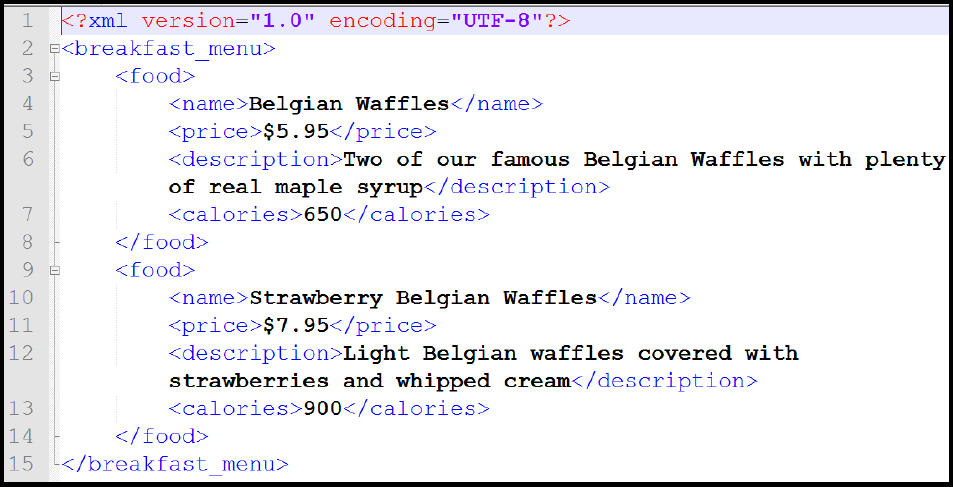 1 <?xml version="1.0" encoding="UTF-8"?>
2 <breakfast_menu>
3 <food>
4 <name>Belgian Waffles</name>
5 <price>$5.95</price>
6 <description>Two of our famous Belgian Waffles with plenty
of real maple syrup</description>
7 <calories>650</calories>
8 </food>
9 <food>
10 <name>Strawberry Belgian Waffles</name>
11 <price>$7.95</price>
12 <description>Light Belgian waffles covered with
strawberries and whipped cream</description>
13 <calories>900</calories>
14 </food>
15 </breakfast_menu>